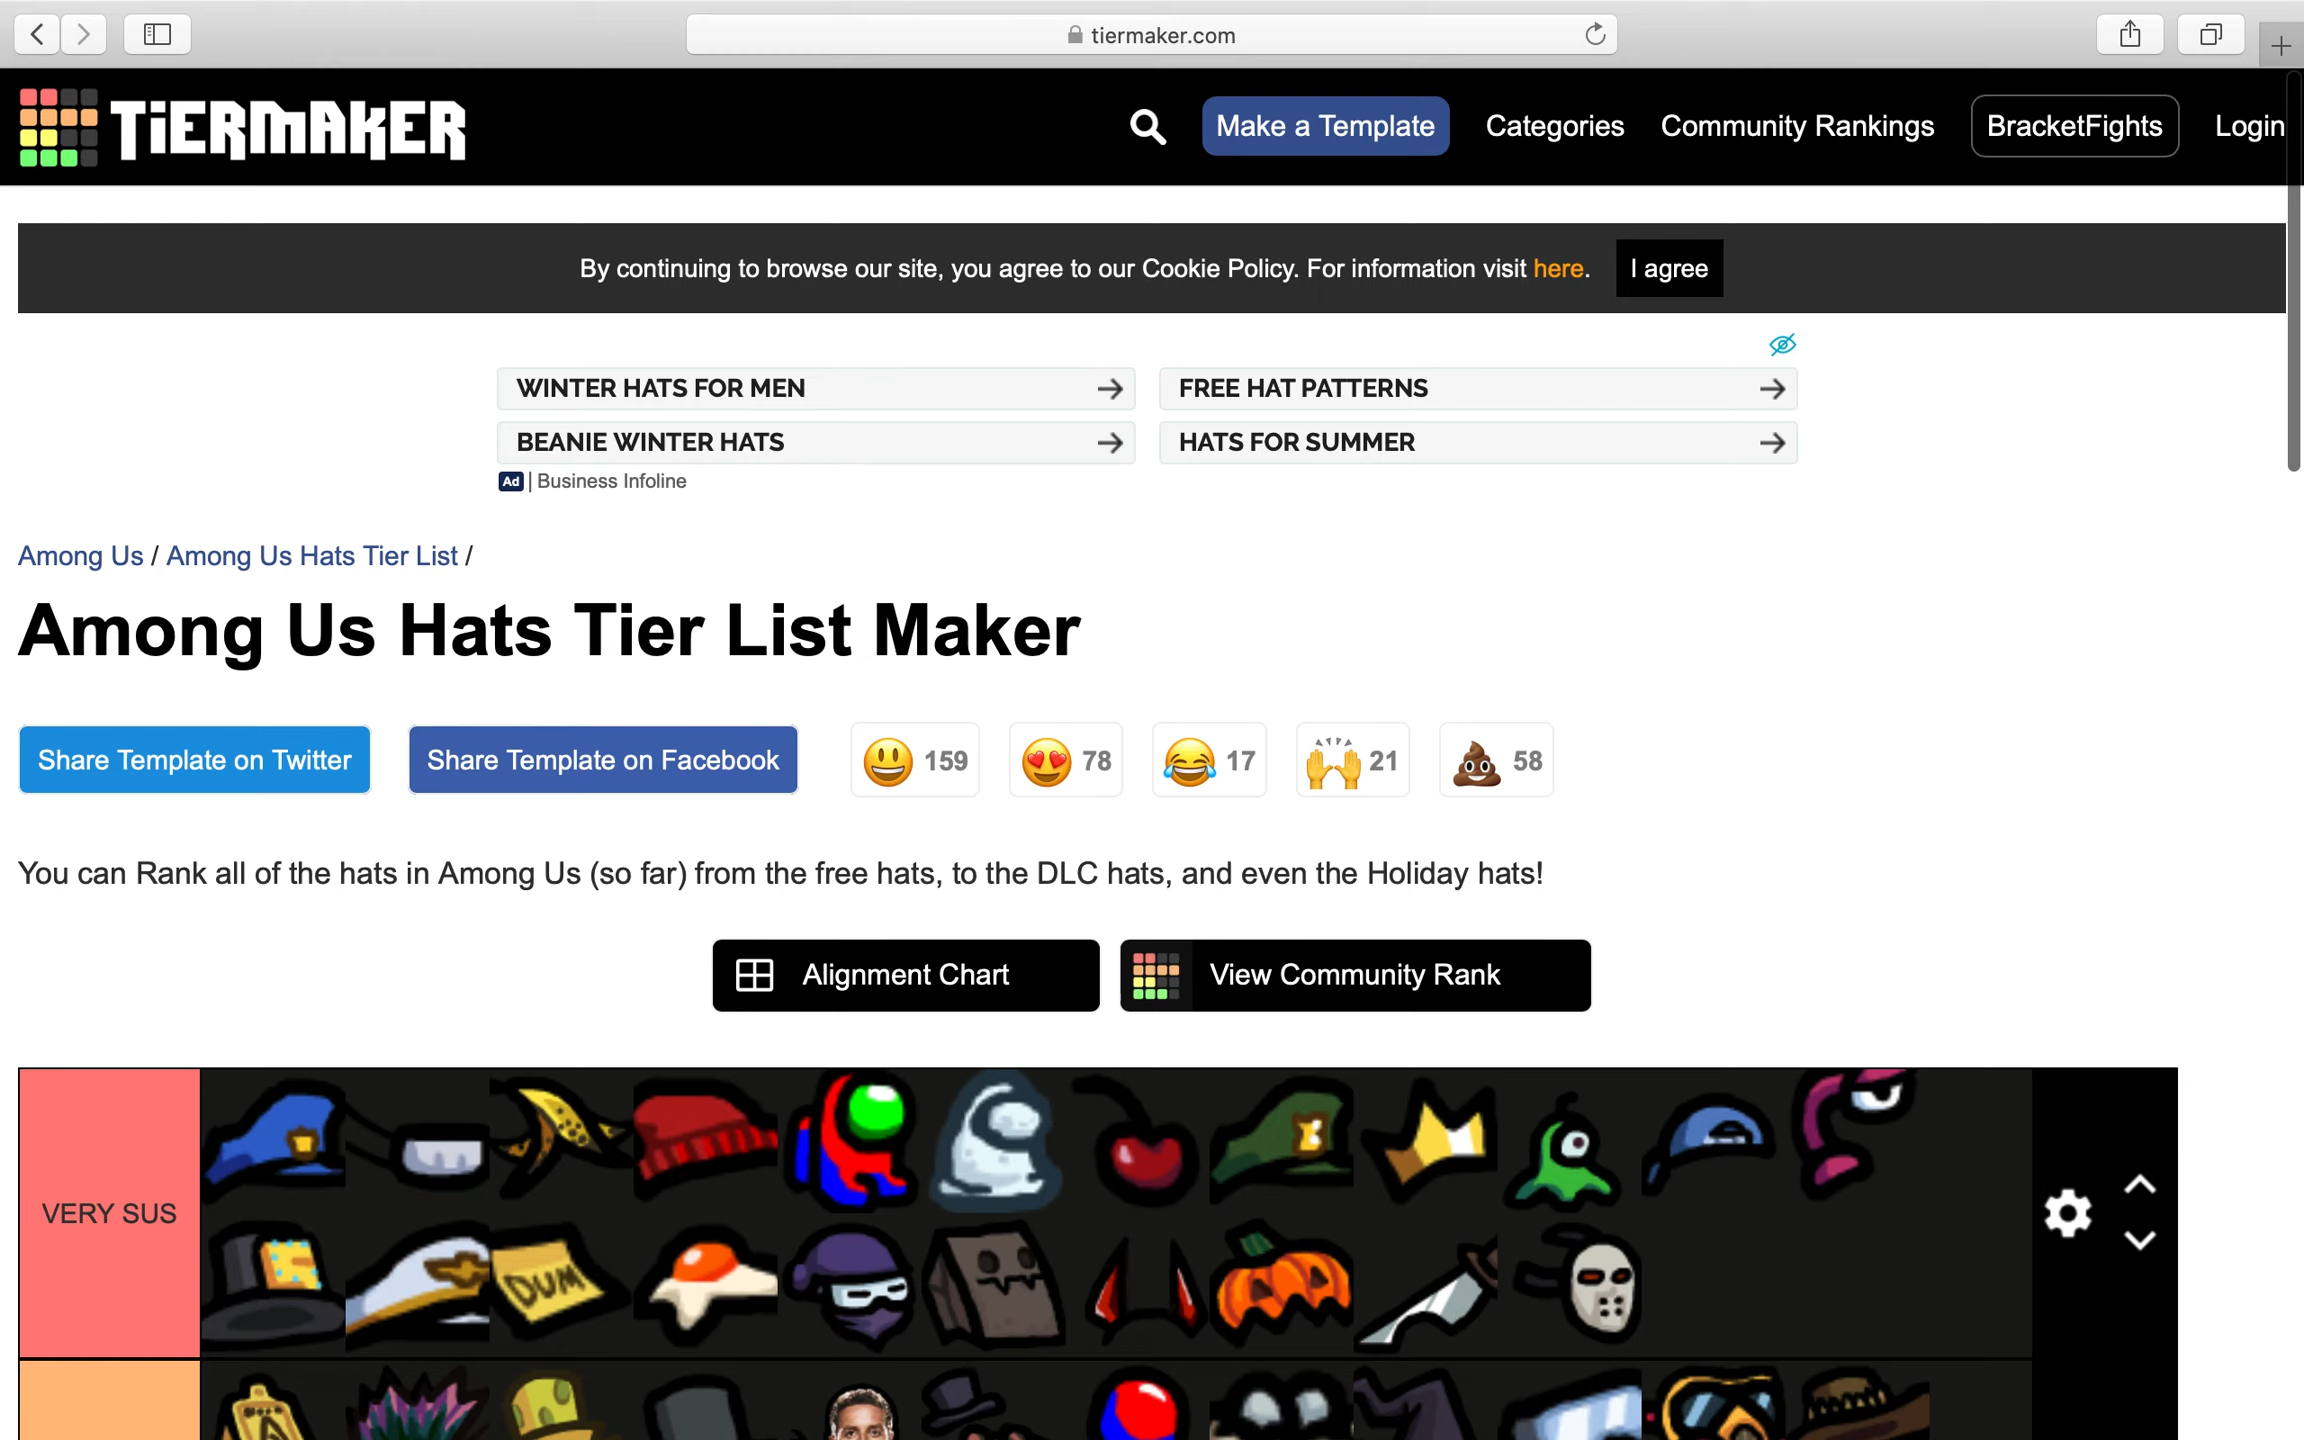 tiermaker.com
TiERMAKER
Make a Template
Categories
Community Rankings
BracketFights
Login
By continuing to browse our site, you agree to our Cookie Policy. For information visit here.
I agree
WINTER HATS FOR MEN
FREE HAT PATTERNS
BEANIE WINTER HATS
HATS FOR SUMMER
Ad | Business Infoline
Among Us / Among Us Hats Tier List /
Among Us Hats Tier List Maker
Share Template on Twitter
Share Template on Facebook
159
78
17
21
58
You can Rank all of the hats in Among Us (so far) from the free hats, to the DLC hats, and even the Holiday hats!
Alignment Chart
View Community Rank
VERY SUS
DUM